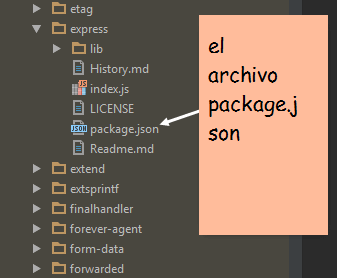 etag
express
lib
History.md
index.js
LICENSE
package.json
Readme.md
extend
extsprintf
finalhandler
forever-agent
form-data
forwarded
el
archivo
package.j
son